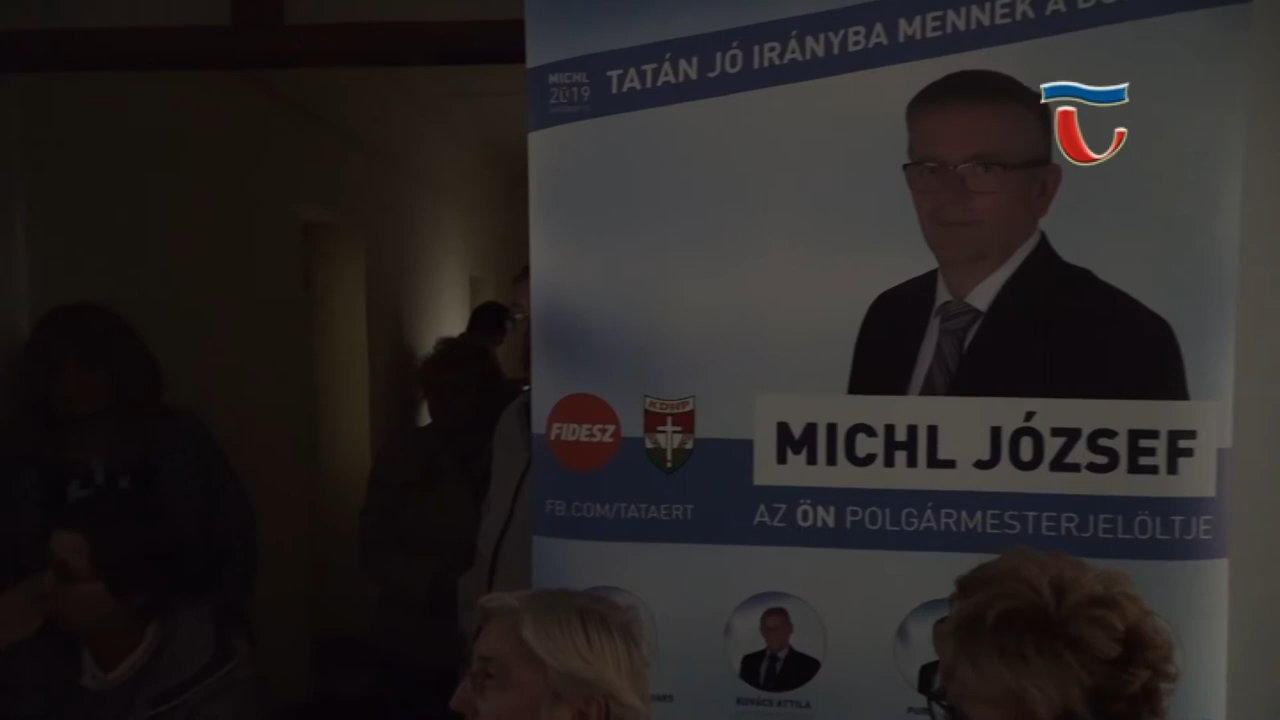 TATÁN JÓ IRÁNYBA MENNEK A
MICHL
2019
FIDESZ
KDNP
MICHL JÓZSEF
FB.COM/TATAERT
AZ ÖN POLGÁRMESTERJELÖLTJE
KOVÁCS ATTILA